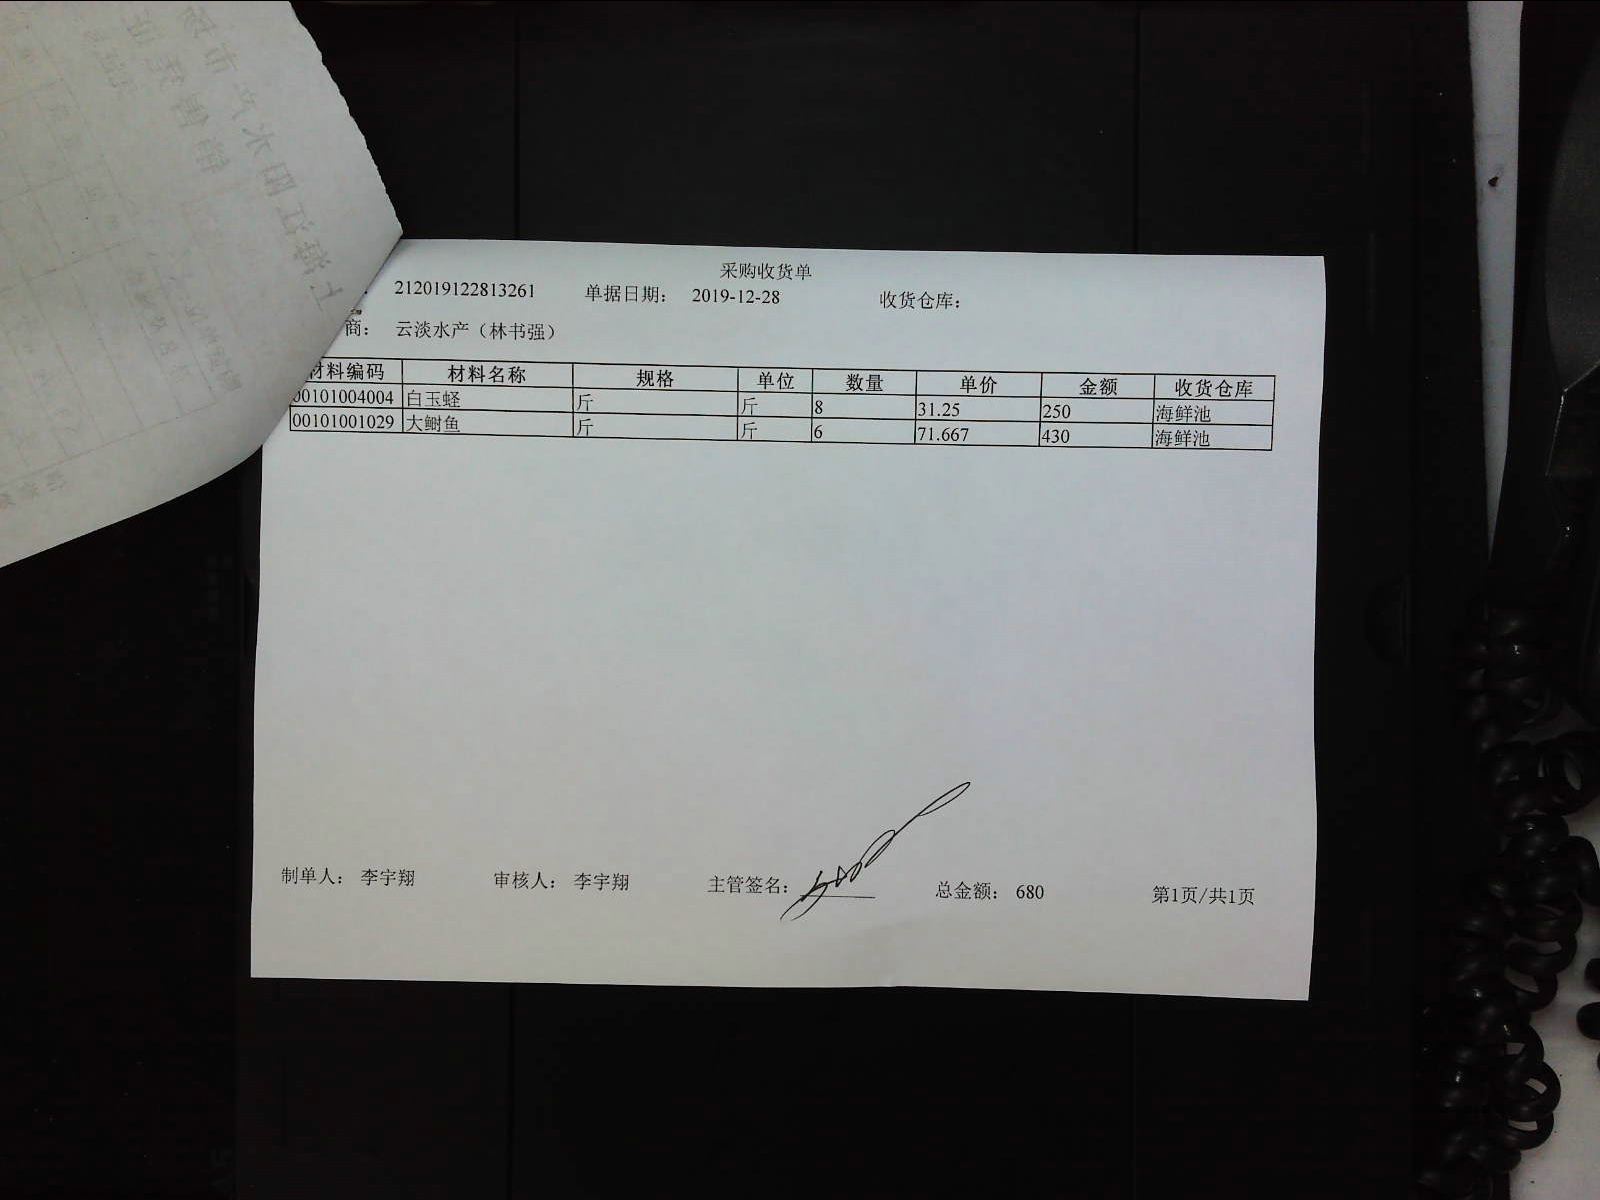 采购收货单
212019122813261 单据日期: 2019-12-28 收货仓库:
商: 云淡水产（林书强）
材料编码 材料名称 规格 单位 数量 单价 金额 收货仓库
00101004004 白玉蛏 斤 斤 8 31.25 250 海鲜池
00101001029 大鲥鱼 斤 斤 6 71.667 430 海鲜池
制单人: 李宇翔 审核人: 李宇翔 主管签名: 总金额: 680 第1页/共1页